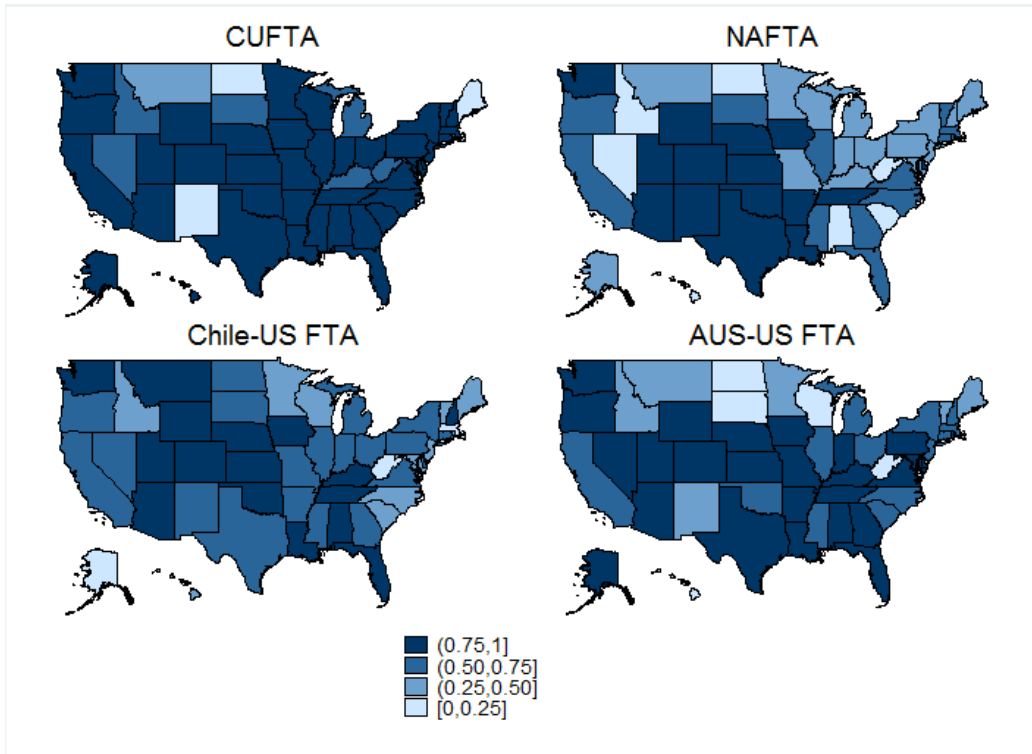 CUFTA
NAFTA
Chile-US FTA
AUS-US FTA
(0.75,1]
(0.50,0.75]
(0.25,0.50]
[0,0.25]